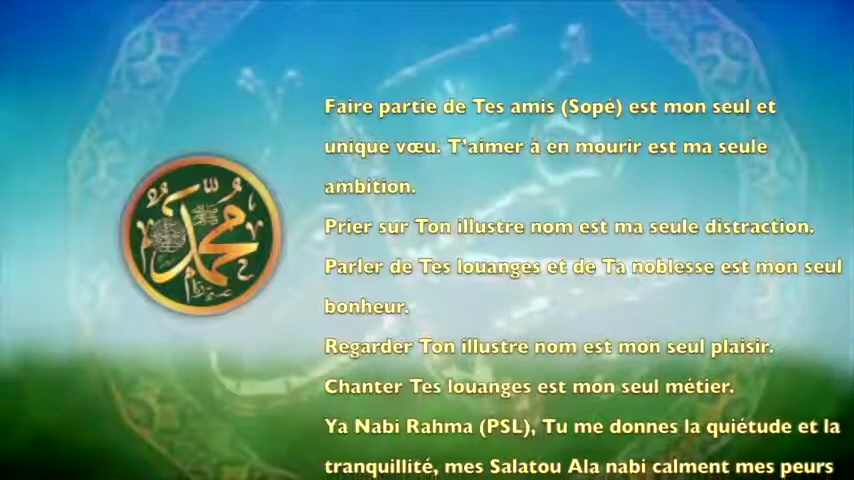 محمد
Faire partie de Tes amis (Sopé) est mon seul et
unique vœu. T'aimer à en mourir est ma seule
ambition.
Prier sur Ton illustre nom est ma seule distraction.
Parler de Tes louanges et de Ta noblesse est mon seul
bonheur.
Regarder Ton illustre nom est mon seul plaisir.
Chanter Tes louanges est mon seul métier.
Ya Nabi Rahma (PSL), Tu me donnes la quiétude et la
tranquillité, mes Salatou Ala nabi calment mes peurs